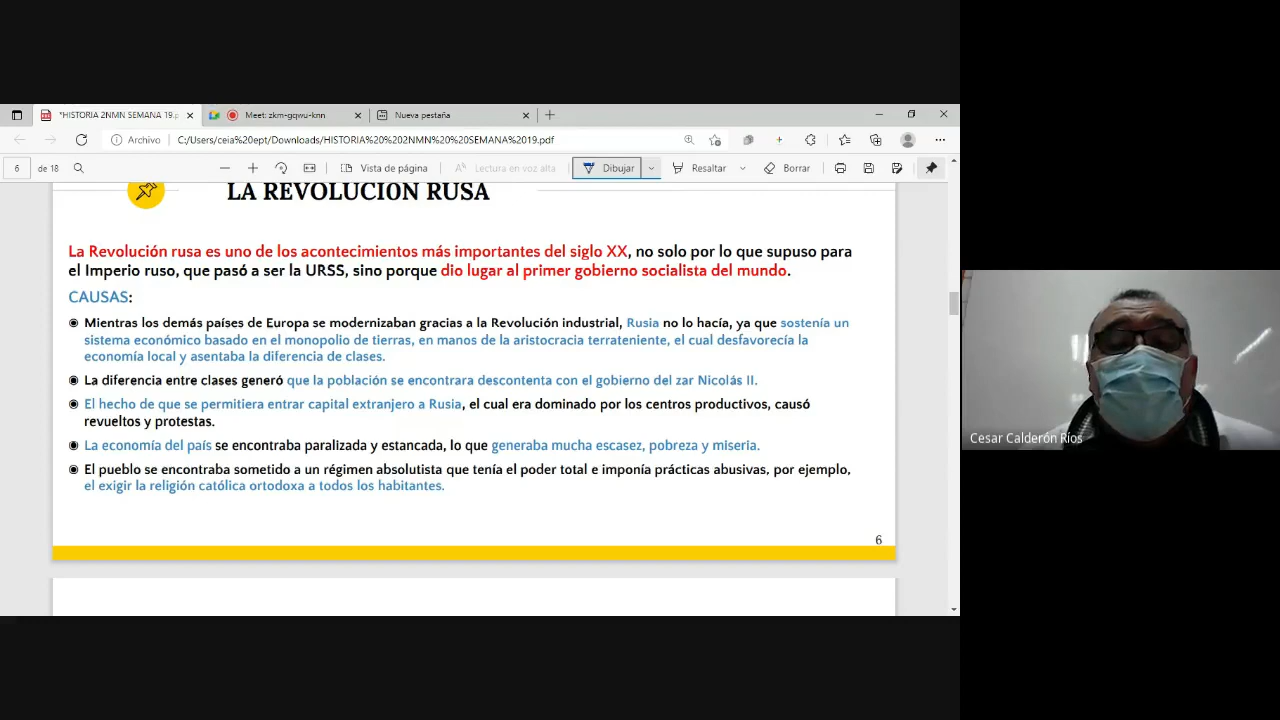 *HISTORIA 2NMN SEMANA 19.p
Meet: zkm-gqwu-knn
Nueva pestaña
Archivo
C:/Users/ceia%20ept/Downloads/HISTORIA%20%202NMN%20%20SEMANA%2019.pdf
6
de 18
Vista de página
Lectura en voz alta
Dibujar
Resaltar
Borrar
LA REVOLUCIÓN RUSA
La Revolución rusa es uno de los acontecimientos más importantes del siglo XX, no solo por lo que supuso para
el Imperio ruso, que pasó a ser la URSS, sino porque dio lugar al primer gobierno socialista del mundo.
CAUSAS:
Mientras los demás países de Europa se modernizaban gracias a la Revolución industrial, Rusia no lo hacía, ya que sostenía un
sistema económico basado en el monopolio de tierras, en manos de la aristocracia terrateniente, el cual desfavorecía la
economía local y asentaba la diferencia de clases.
La diferencia entre clases generó que la población se encontrara descontenta con el gobierno del zar Nicolás II.
El hecho de que se permitiera entrar capital extranjero a Rusia, el cual era dominado por los centros productivos, causó
revueltos y protestas.
La economía del país se encontraba paralizada y estancada, lo que generaba mucha escasez, pobreza y miseria.
El pueblo se encontraba sometido a un régimen absolutista que tenía el poder total e imponía prácticas abusivas, por ejemplo,
el exigir la religión católica ortodoxa a todos los habitantes.
6
Cesar Calderón Ríos